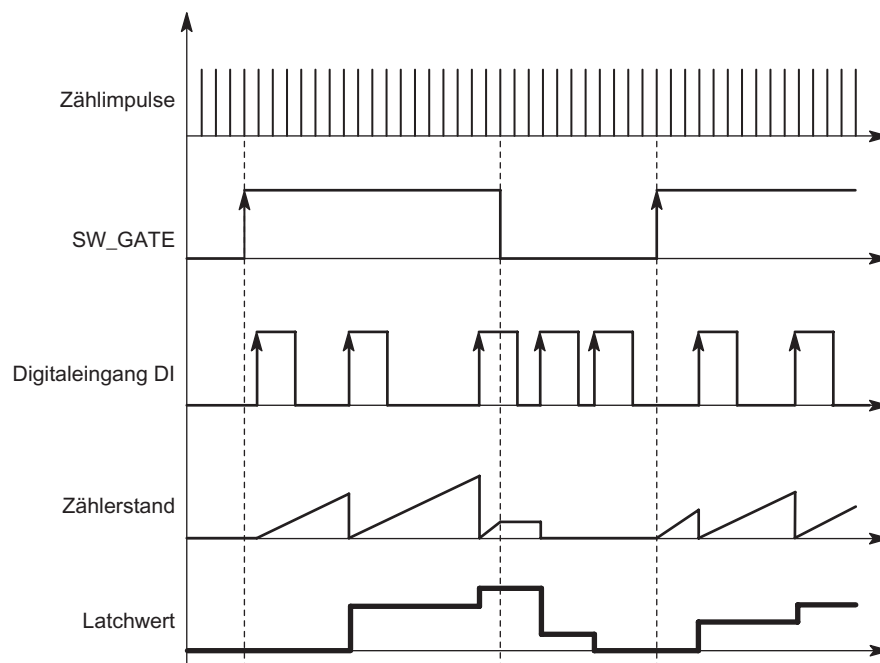 Zählimpulse
SW_GATE
Digitaleingang DI
Zählerstand
Latchwert